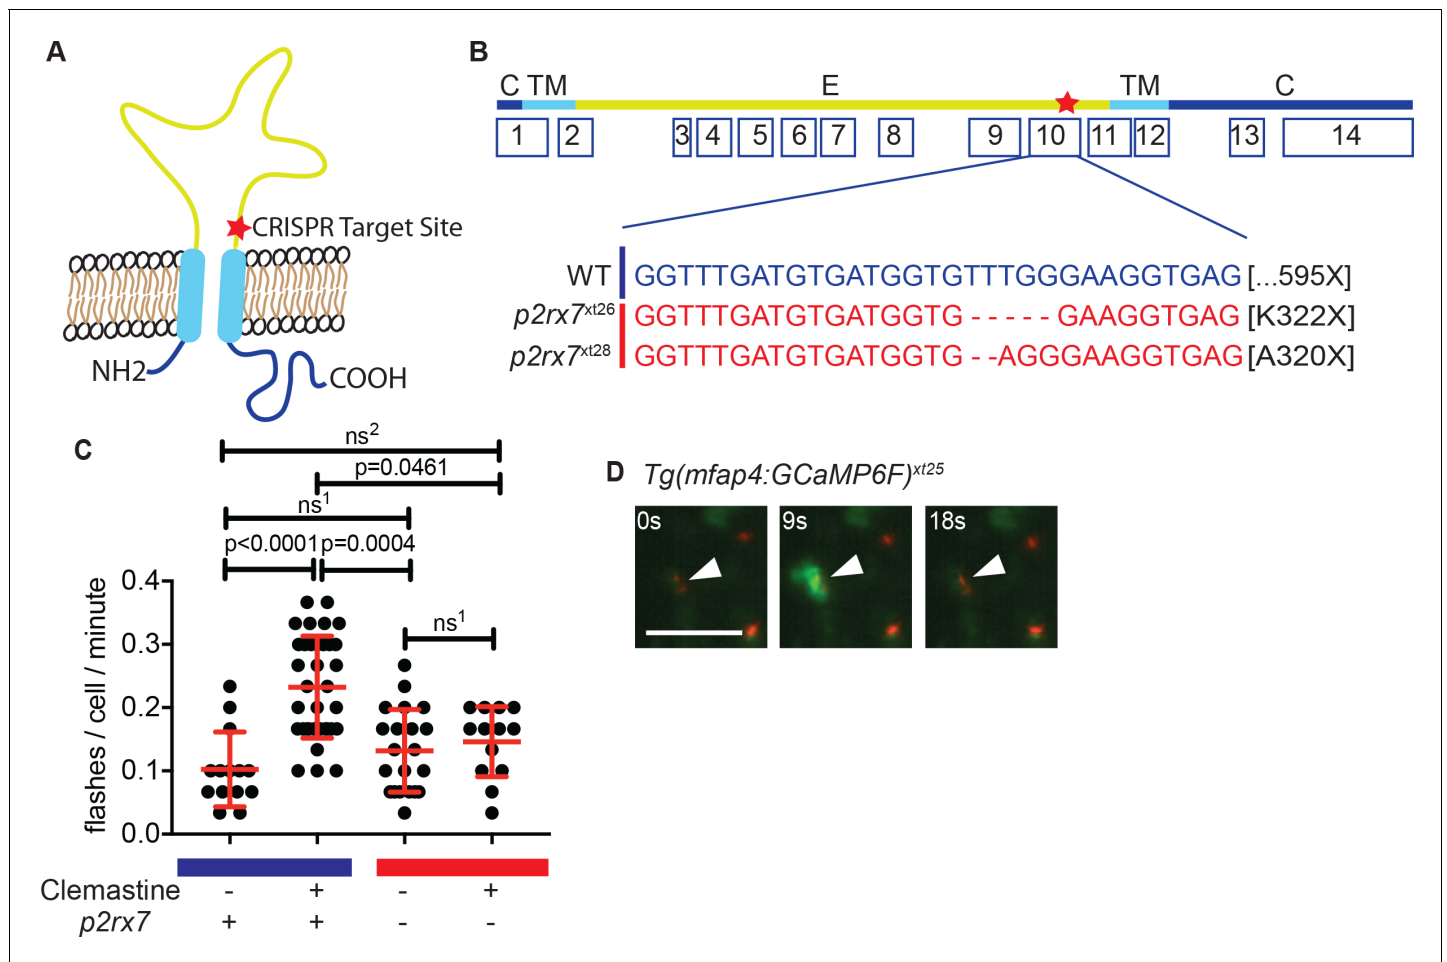 A
CRISPR Target Site
NH2
COOH
B
C TM E TM C
1 2 3 4 5 6 7 8 9 10 11 12 13 14
WT GGTTTGATGTGATGGTGTTTGGGAAGGTGAG [...595X]
p2rx7xt26 GGTTTGATGTGATGGTG - - - - - GAAGGTGAG [K322X]
p2rx7xt28 GGTTTGATGTGATGGTG - -AGGGAAGGTGAG [A320X]
C
ns2
p=0.0461
ns1
p<0.0001 p=0.0004
ns1
flashes / cell / minute
0.4
0.3
0.2
0.1
0.0
Clemastine - + - +
p2rx7 + + - -
D Tg(mfap4:GCaMP6F)xt25
0s 9s 18s